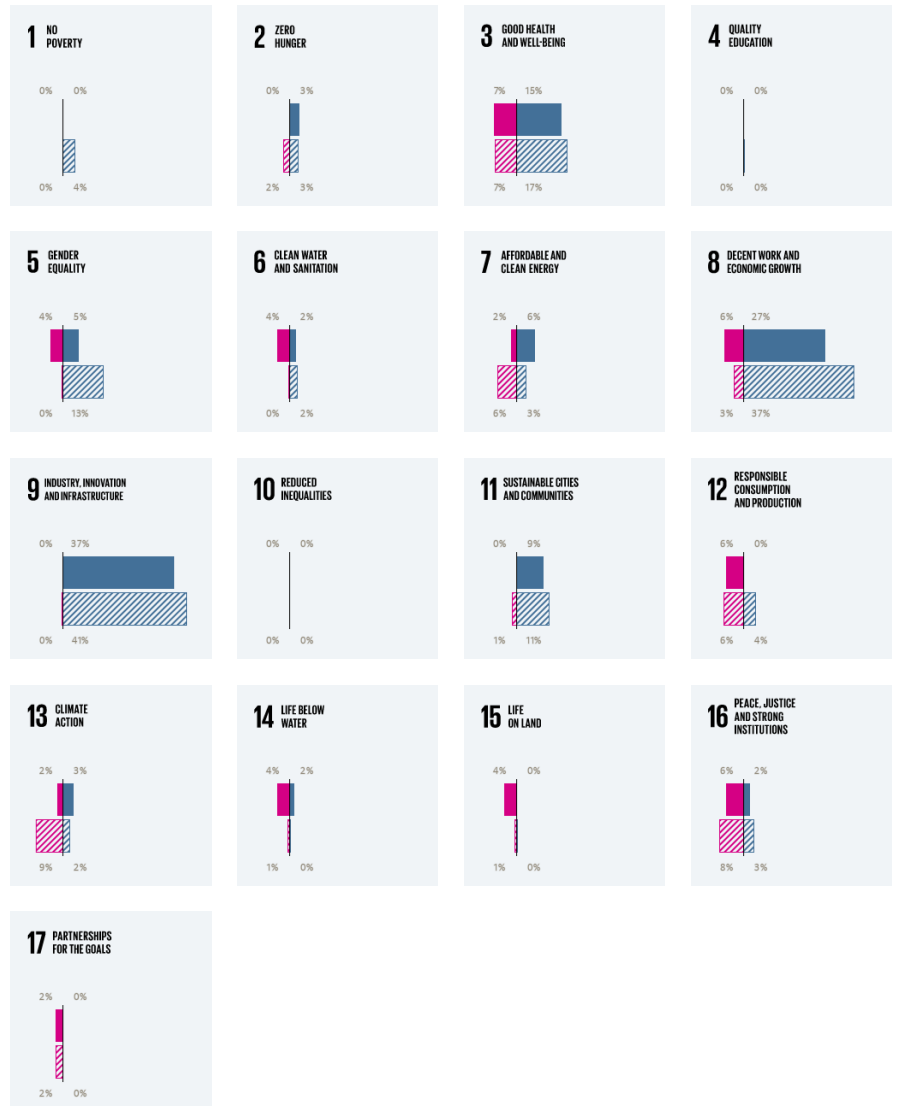 1 NO
POVERTY
0% 0%
0% 4%
2 ZERO
HUNGER
0% 3%
2% 3%
3 GOOD HEALTH
AND WELL-BEING
7% 15%
7% 17%
4 QUALITY
EDUCATION
0% 0%
0% 0%
5 GENDER
EQUALITY
4% 5%
0% 13%
6 CLEAN WATER
AND SANITATION
4% 2%
0% 2%
7 AFFORDABLE AND
CLEAN ENERGY
2% 6%
6% 3%
8 DECENT WORK AND
ECONOMIC GROWTH
6% 27%
3% 37%
9 INDUSTRY, INNOVATION
AND INFRASTRUCTURE
0% 37%
0% 41%
10 REDUCED
INEQUALITIES
0% 0%
0% 0%
11 SUSTAINABLE CITIES
AND COMMUNITIES
0% 9%
1% 11%
12 RESPONSIBLE
CONSUMPTION
AND PRODUCTION
6% 0%
6% 4%
13 CLIMATE
ACTION
2% 3%
9% 2%
14 LIFE BELOW
WATER
4% 2%
1% 0%
15 LIFE
ON LAND
4% 0%
1% 0%
16 PEACE, JUSTICE
AND STRONG
INSTITUTIONS
6% 2%
8% 3%
17 PARTNERSHIPS
FOR THE GOALS
2% 0%
2% 0%